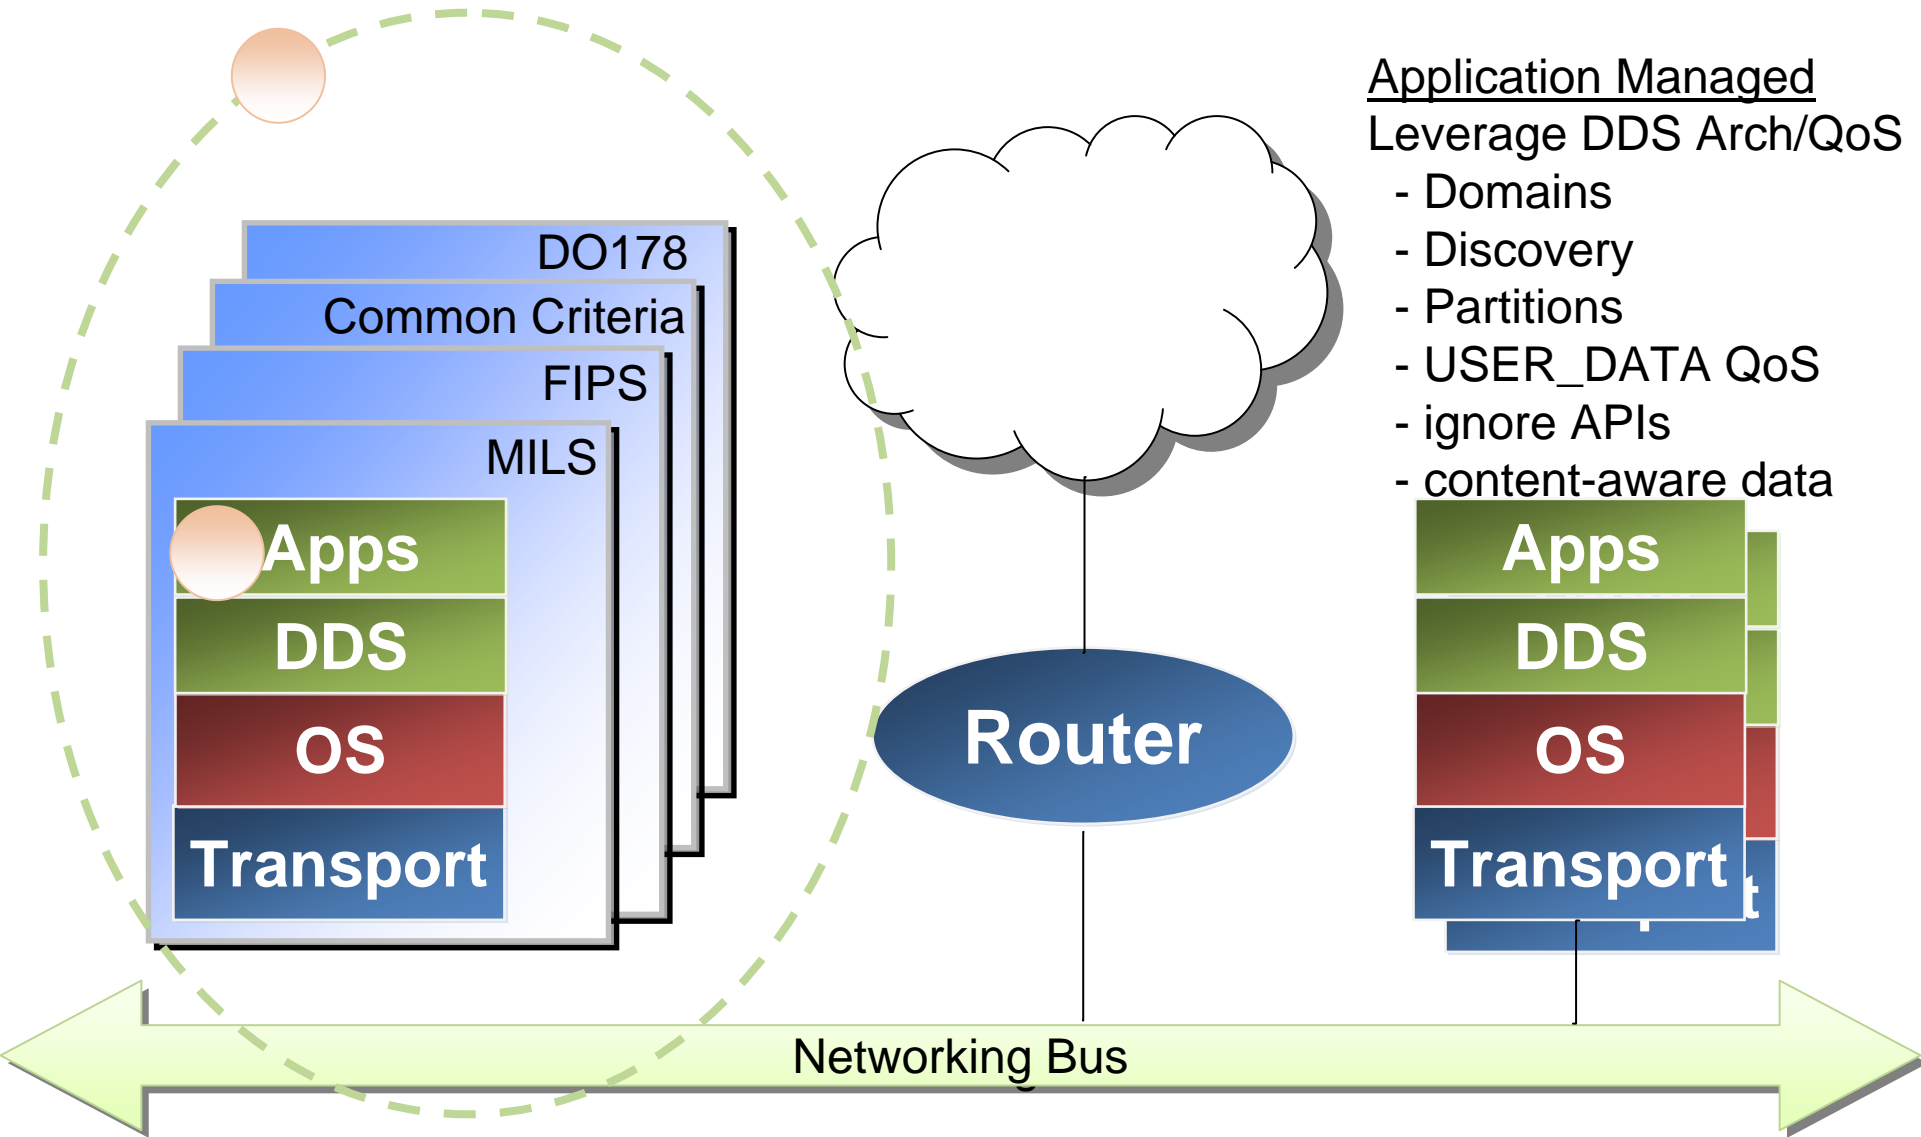 Application Managed
Leverage DDS Arch/QoS
- Domains
- Discovery
- Partitions
- USER_DATA QoS
- ignore APIs
- content-aware data
DO178
Common Criteria
FIPS
MILS
Apps
DDS
OS
Transport
Router
Apps
DDS
OS
Transport
Networking Bus